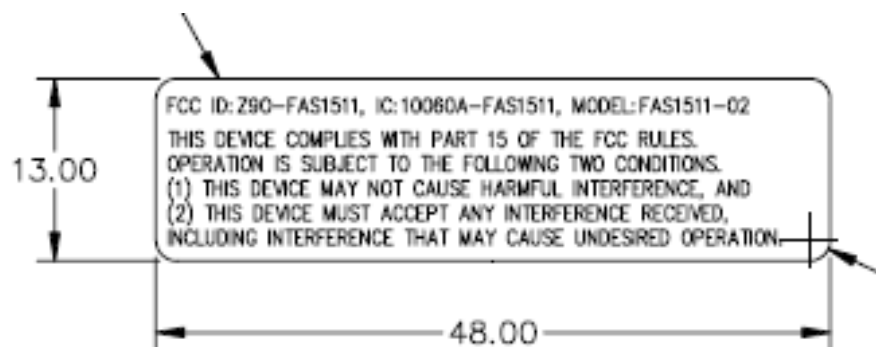 FCC ID: Z9O-FAS1511, IC:10060A-FAS1511, MODEL:FAS1511-02
THIS DEVICE COMPLIES WITH PART 15 OF THE FCC RULES.
OPERATION IS SUBJECT TO THE FOLLOWING TWO CONDITIONS.
(1) THIS DEVICE MAY NOT CAUSE HARMFUL INTERFERENCE, AND
(2) THIS DEVICE MUST ACCEPT ANY INTERFERENCE RECEIVED,
INCLUDING INTERFERENCE THAT MAY CAUSE UNDESIRED OPERATION.
13.00
48.00